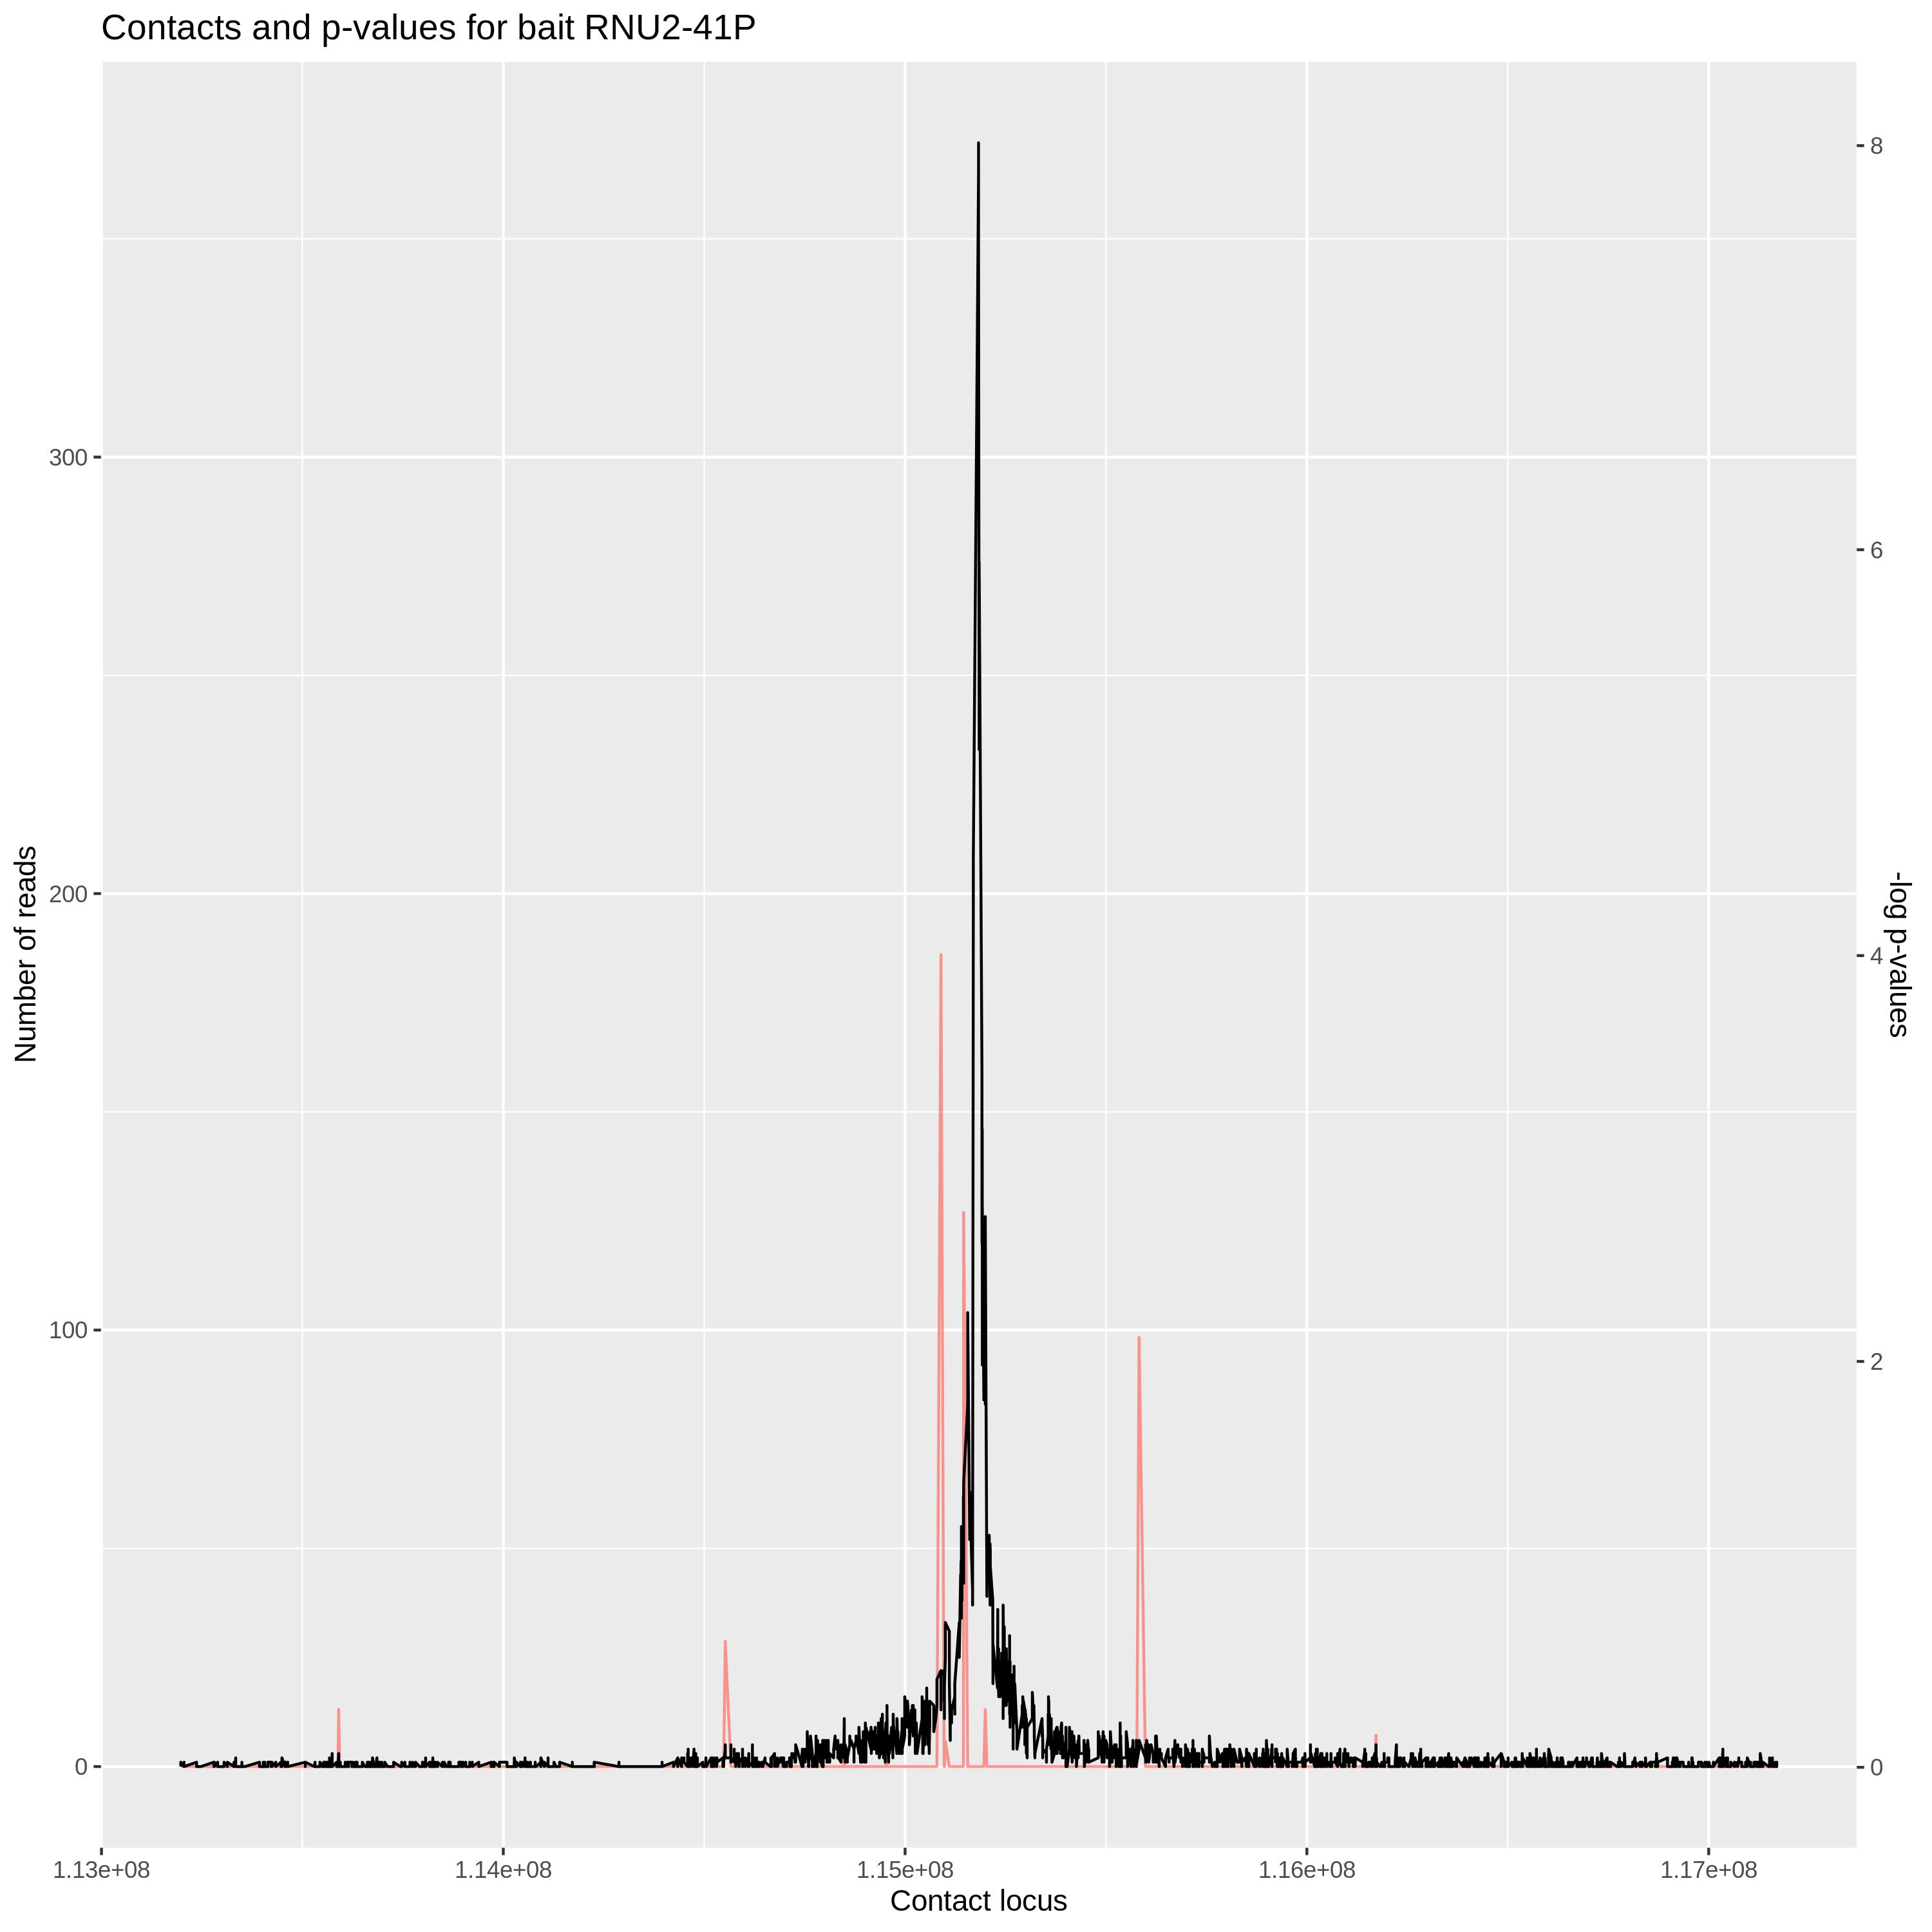 Contacts and p-values for bait RNU2-41P
8
6
300
200
4
100
2
0
0
Number of reads
-log p-values
1.13e+08
1.14e+08
1.15e+08
1.16e+08
1.17e+08
Contact locus